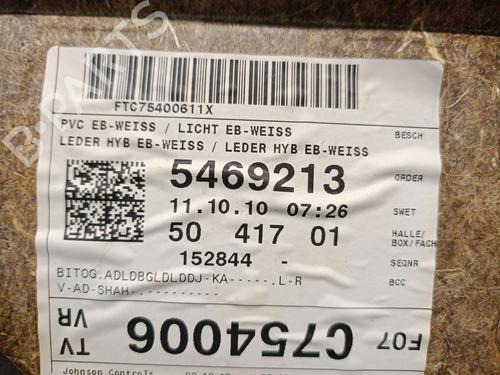 B-PARTS
FTC75400611X
PVC EB-WEISS / LICHT EB-WEISS
BESCH
LEDER HYB EB-WEISS / LEDER HYB EB-WEISS
5469213
ORDER
11.10.10 07:26
SWET
50 417 01
HALLE/
BOX/FACH
152844 -
SEQNR
BITOG.ADLDBGLDLDDJ-KA------.L-R
BCC
V-AD-SHAH-
TV
VR
C754006
F07
Johnson Controls